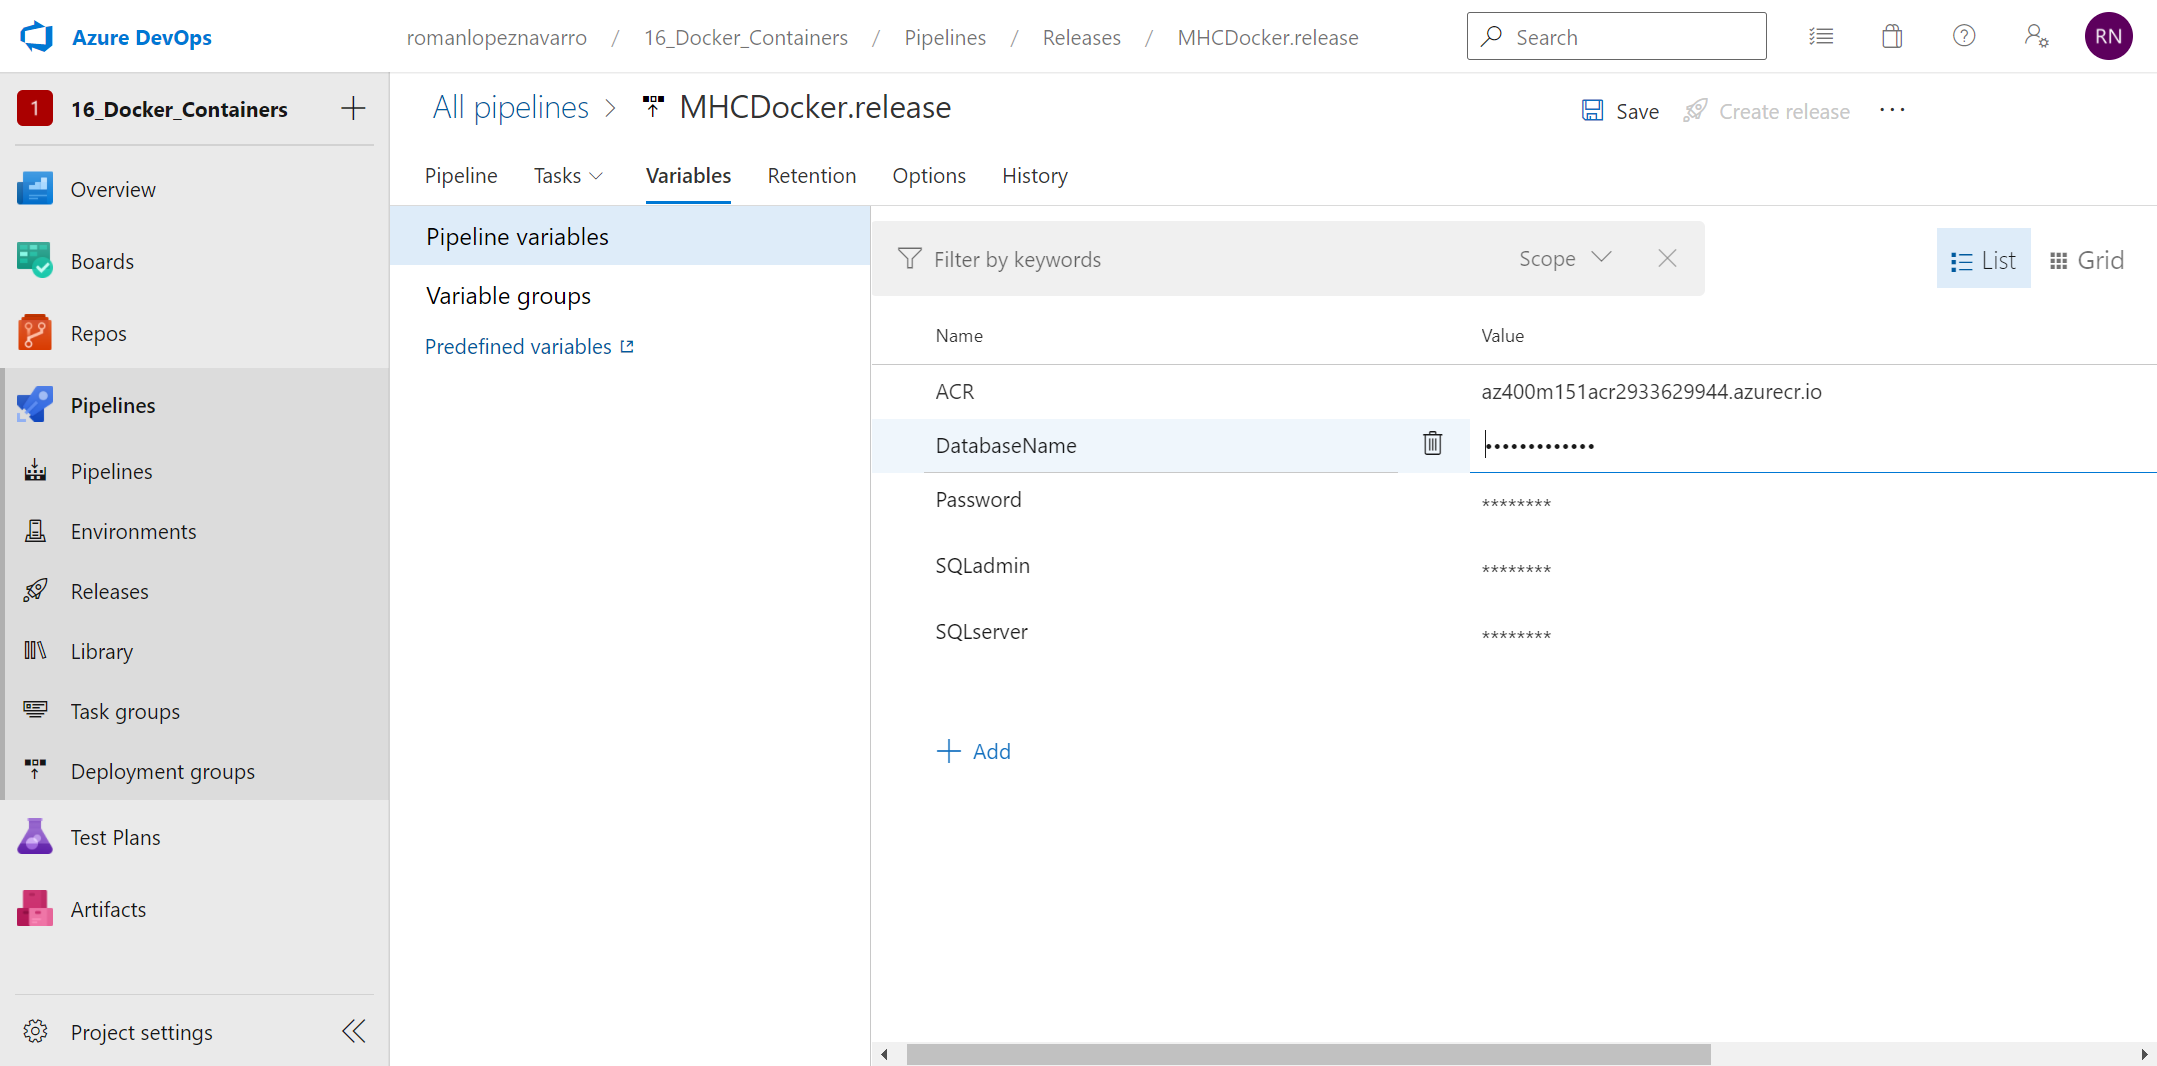 Azure DevOps
romanlopeznavarro / 16_Docker_Containers / Pipelines / Releases / MHCDocker.release
Search
RN
1 16_Docker_Containers
Overview
Boards
Repos
Pipelines
Pipelines
Environments
Releases
Library
Task groups
Deployment groups
Test Plans
Artifacts
Project settings
All pipelines > MHCDocker.release
Save
Create release
...
Pipeline Tasks Variables Retention Options History
Pipeline variables
Variable groups
Predefined variables
Filter by keywords
Scope
List
Grid
Name Value
ACR az400m151acr2933629944.azurecr.io
DatabaseName •••••••••••••
Password ********
SQLadmin ********
SQLserver ********
+ Add